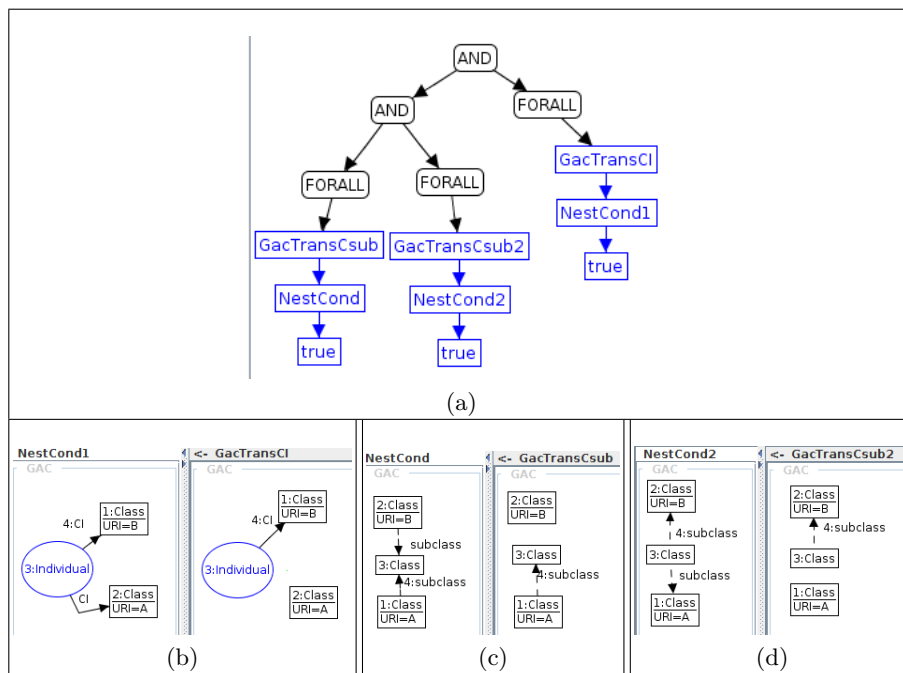 AND
AND
FORALL
GacTransCI
FORALL
FORALL
NestCond1
GacTransCsub
GacTransCsub2
true
NestCond
NestCond2
true
true
(a)
NestCond1
<- GacTransCI
GAC
1:Class
URI=B
4:CI
3:Individual
CI
2:Class
URI=A
1:Class
URI=B
4:CI
3:Individual
2:Class
URI=A
(b)
NestCond
<- GacTransCsub
GAC
2:Class
URI=B
subclass
3:Class
4:subclass
1:Class
URI=A
2:Class
URI=B
3:Class
4:subclass
1:Class
URI=A
(c)
NestCond2
<- GacTransCsub2
GAC
2:Class
URI=B
4:subclass
3:Class
subclass
1:Class
URI=A
2:Class
URI=B
4:subclass
3:Class
1:Class
URI=A
(d)